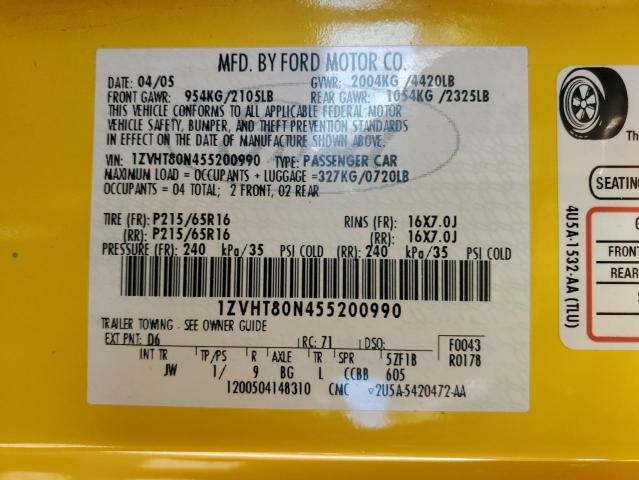 MFD. BY FORD MOTOR CO.
DATE: 04/05 GVWR: 2004KG /4420LB
FRONT GAWR: 954KG/2105LB REAR GAWR: 1054KG /2325LB
THIS VEHICLE CONFORMS TO ALL APPLICABLE FEDERAL MOTOR
VEHICLE SAFETY, BUMPER, AND THEFT PREVENTION STANDARDS
IN EFFECT ON THE DATE OF MANUFACTURE SHOWN ABOVE.
VIN: 1ZVHT80N455200990 TYPE: PASSENGER CAR
MAXIMUM LOAD = OCCUPANTS + LUGGAGE =327KG/0720LB
OCCUPANTS = 04 TOTAL; 2 FRONT, 02 REAR
TIRE (FR): P215/65R16 RIMS (FR): 16X7.0J
(RR): P215/65R16 (RR): 16X7.0J
PRESSURE (FR): 240 kPa/35 PSI COLD (RR): 240 kPa/35 PSI COLD
1ZVHT80N455200990
TRAILER TOWING - SEE OWNER GUIDE
EXT PNT: D6 RC: 71 DSO: F0043
INT TR TP/PS R AXLE TR SPR 5ZF1B R0178
JW 1/ 9 BG L CCBB 605
1200504148310 CMC 2U5A-5420472-AA
4U5A-1532-AA (TLU)
SEATING
FRONT
REAR